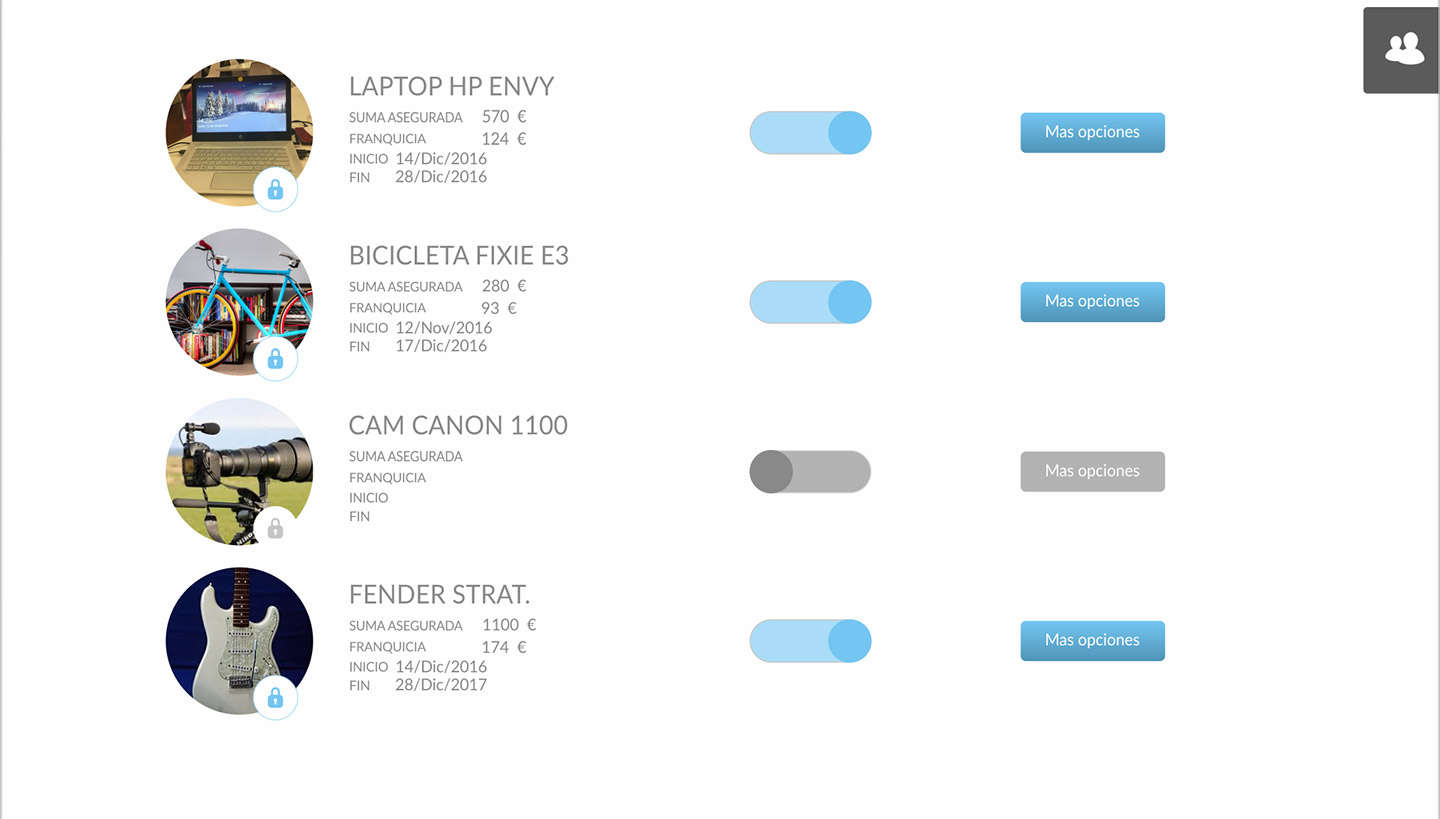 LAPTOP HP ENVY
SUMA ASEGURADA 570 €
FRANQUICIA 124 €
INICIO 14/Dic/2016
FIN 28/Dic/2016
Mas opciones
BICICLETA FIXIE E3
SUMA ASEGURADA 280 €
FRANQUICIA 93 €
INICIO 12/Nov/2016
FIN 17/Dic/2016
Mas opciones
CAM CANON 1100
SUMA ASEGURADA
FRANQUICIA
INICIO
FIN
Mas opciones
FENDER STRAT.
SUMA ASEGURADA 1100 €
FRANQUICIA 174 €
INICIO 14/Dic/2016
FIN 28/Dic/2017
Mas opciones